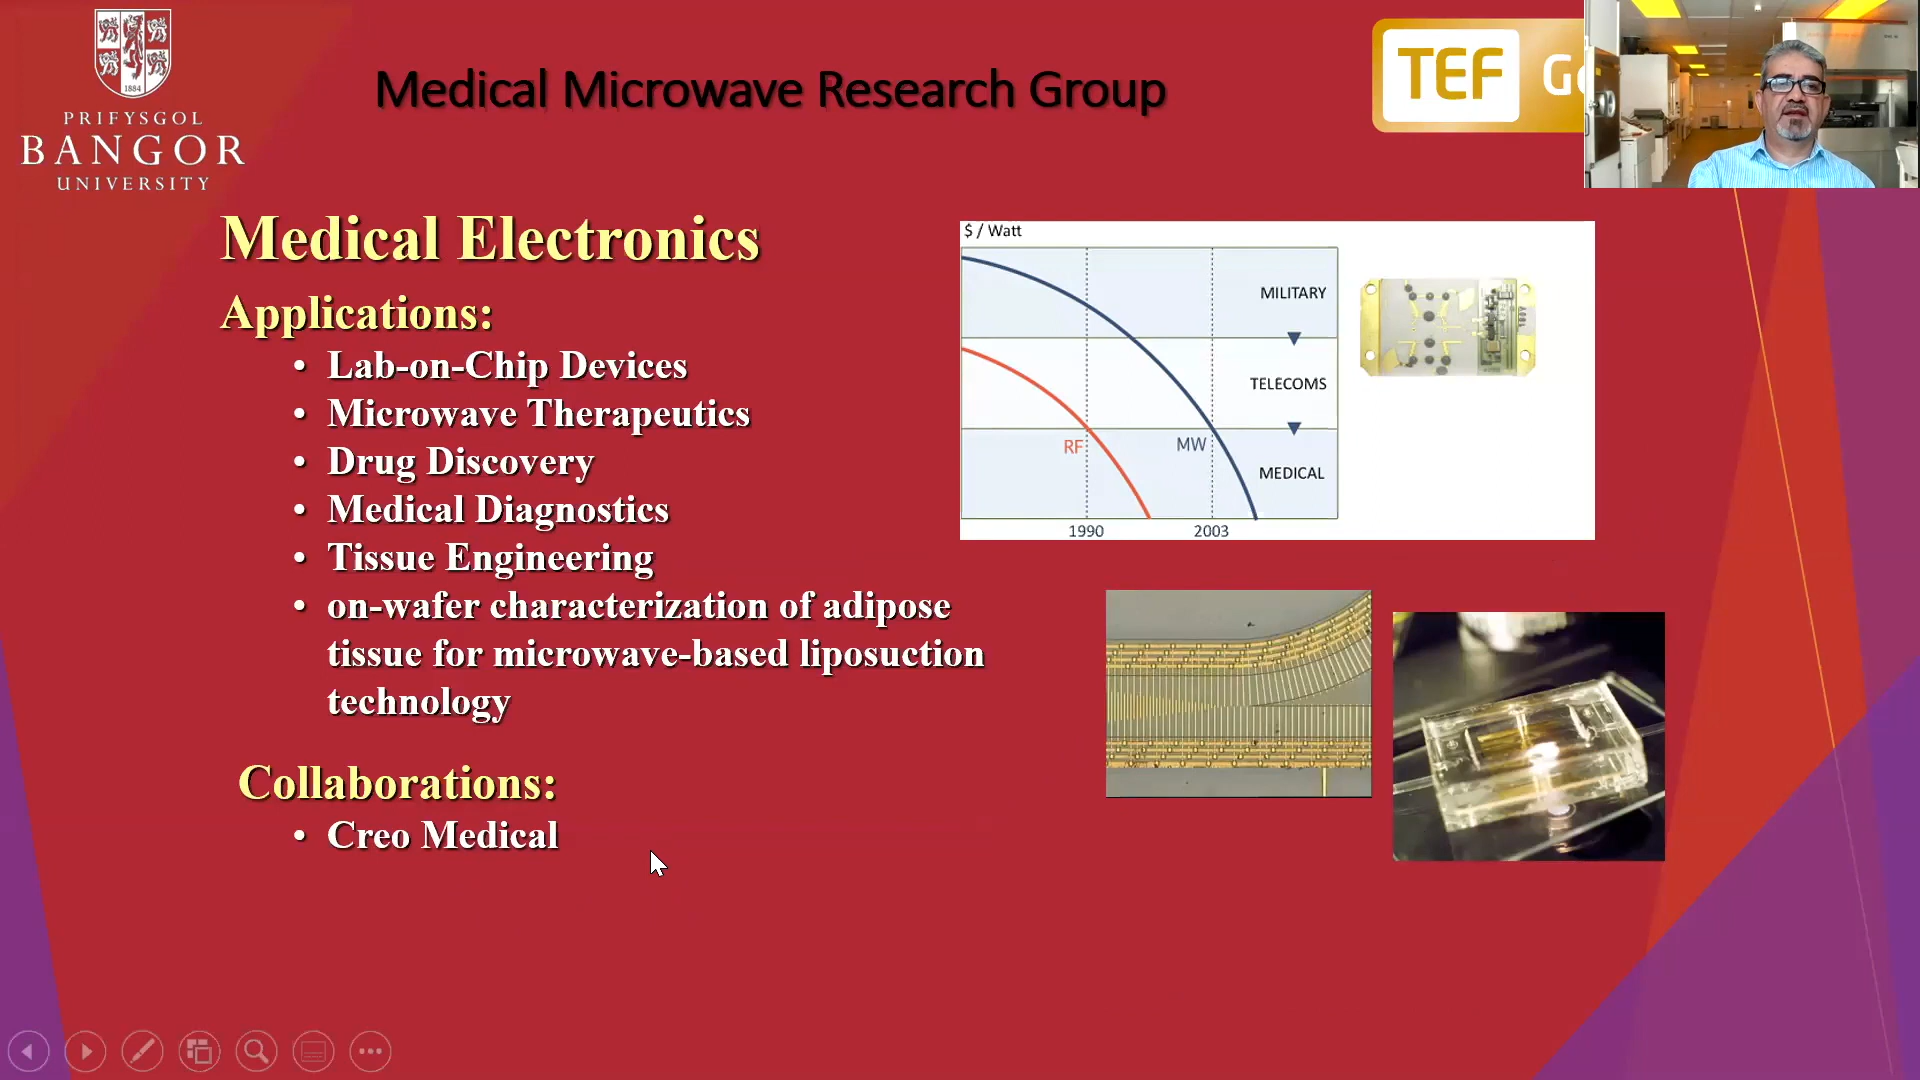 1884
PRIFYSGOL
BANGOR
UNIVERSITY
Medical Microwave Research Group
TEF
Medical Electronics
Applications:
• Lab-on-Chip Devices
• Microwave Therapeutics
• Drug Discovery
• Medical Diagnostics
• Tissue Engineering
• on-wafer characterization of adipose
tissue for microwave-based liposuction
technology
Collaborations:
• Creo Medical
$ / Watt
MILITARY
TELECOMS
RF
MW
MEDICAL
1990
2003